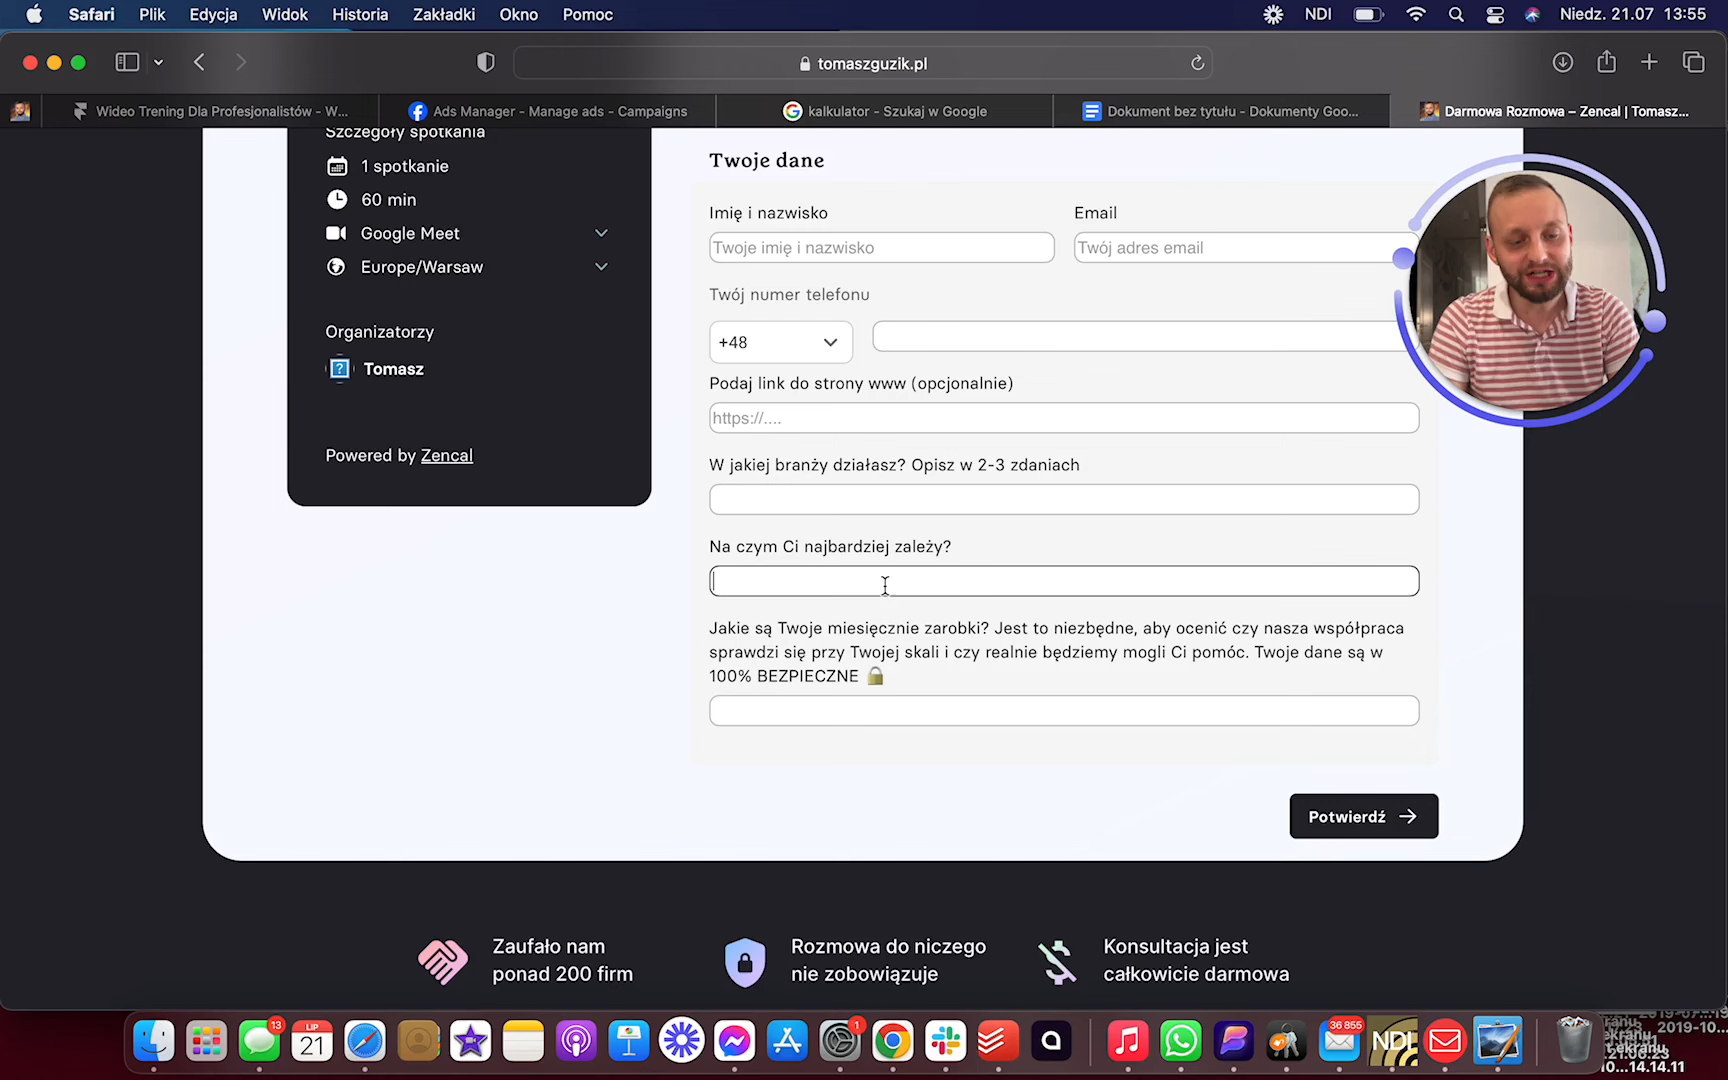 Safari Plik Edycja Widok Historia Zakładki Okno Pomoc NDI Niedz. 21.07 13:55
tomaszguzik.pl
Wideo Trening Dla Profesjonalistów - W... Ads Manager - Manage ads - Campaigns kalkulator - Szukaj w Google Dokument bez tytułu - Dokumenty Goo... Darmowa Rozmowa – Zencal | Tomasz...
Szczegóły spotkania
1 spotkanie
60 min
Google Meet
Europe/Warsaw
Organizatorzy
? Tomasz
Powered by Zencal
Twoje dane
Imię i nazwisko Email
Twoje imię i nazwisko Twój adres email
Twój numer telefonu
+48
Podaj link do strony www (opcjonalnie)
https://....
W jakiej branży działasz? Opisz w 2-3 zdaniach
Na czym Ci najbardziej zależy?
Jakie są Twoje miesięcznie zarobki? Jest to niezbędne, aby ocenić czy nasza współpraca
sprawdzi się przy Twojej skali i czy realnie będziemy mogli Ci pomóc. Twoje dane są w
100% BEZPIECZNE
Potwierdź
Zaufało nam
ponad 200 firm
Rozmowa do niczego
nie zobowiązuje
Konsultacja jest
całkowicie darmowa
13 LIP 21 1 36 855 NDI
2019-10...
...14.14.11